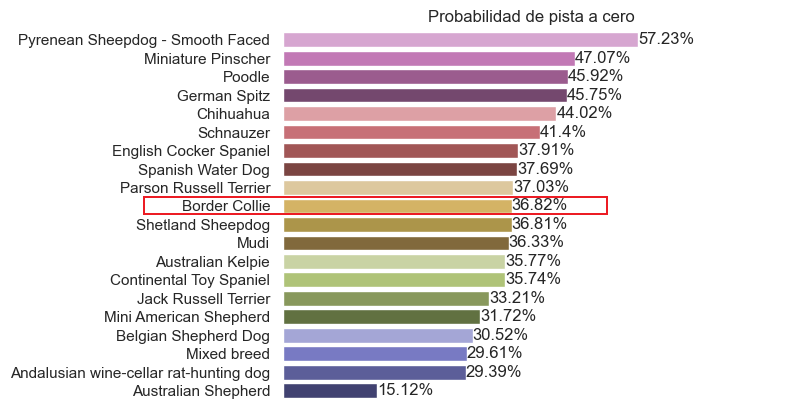 Probabilidad de pista a cero
Pyrenean Sheepdog - Smooth Faced 57.23%
Miniature Pinscher 47.07%
Poodle 45.92%
German Spitz 45.75%
Chihuahua 44.02%
Schnauzer 41.4%
English Cocker Spaniel 37.91%
Spanish Water Dog 37.69%
Parson Russell Terrier 37.03%
Border Collie 36.82%
Shetland Sheepdog 36.81%
Mudi 36.33%
Australian Kelpie 35.77%
Continental Toy Spaniel 35.74%
Jack Russell Terrier 33.21%
Mini American Shepherd 31.72%
Belgian Shepherd Dog 30.52%
Mixed breed 29.61%
Andalusian wine-cellar rat-hunting dog 29.39%
Australian Shepherd 15.12%